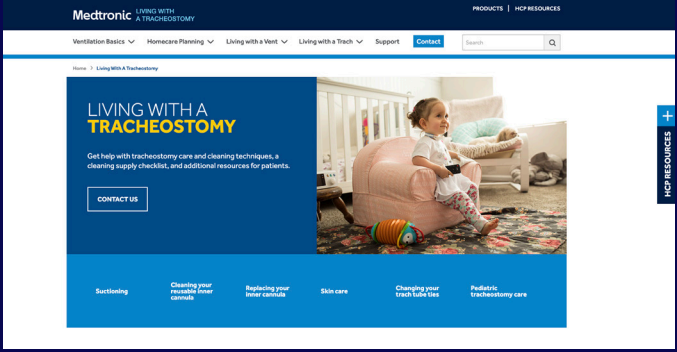 Medtronic LIVING WITH
A TRACHEOSTOMY
PRODUCTS | HCP RESOURCES
Ventilation Basics Homecare Planning Living with a Vent Living with a Trach Support Contact Search
Home > Living With A Tracheostomy
LIVING WITH A
TRACHEOSTOMY
Get help with tracheostomy care and cleaning techniques, a
cleaning supply checklist, and additional resources for patients.
CONTACT US
+ HCP RESOURCES
Suctioning
Cleaning your
reusable inner
cannula
Replacing your
inner cannula
Skin care
Changing your
trach tube ties
Pediatric
tracheostomy care